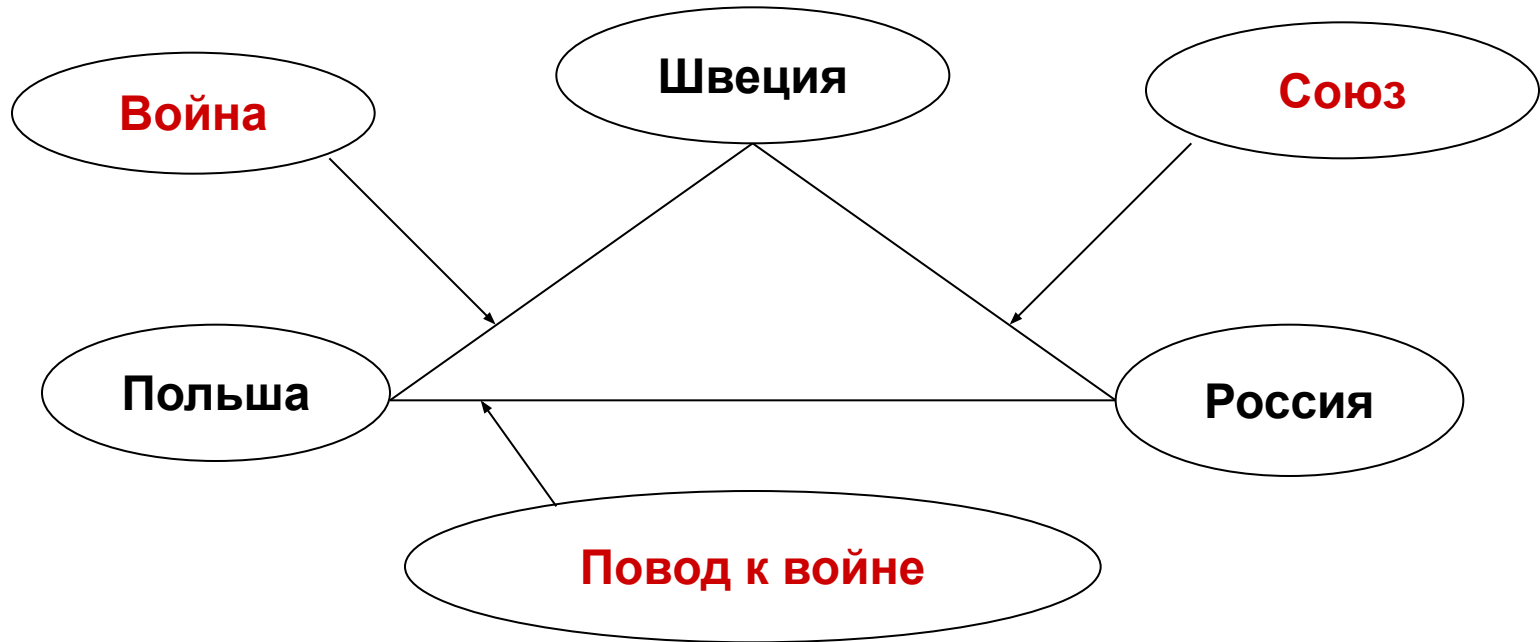 Швеция
Союз
Война
Польша
Россия
Повод к войне